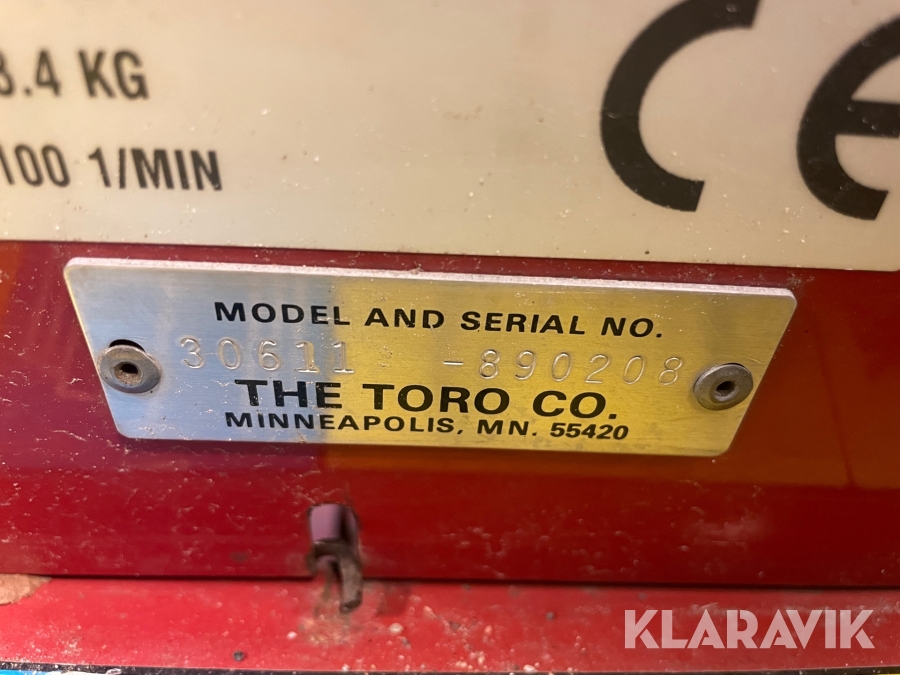 8.4 KG
100 1/MIN
CE
MODEL AND SERIAL NO.
30611 -890208
THE TORO CO.
MINNEAPOLIS, MN. 55420
KLARAVIK